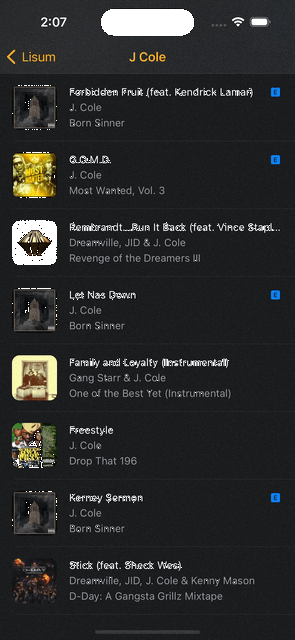 2:07
Lisum
J Cole
Forbidden Fruit (feat. Kendrick Lamar)
E
J. Cole
Born Sinner
G.O.M.D.
E
J. Cole
Most Wanted, Vol. 3
Rembrandt...Run It Back (feat. Vince Stapl...
Dreamville, JID & J. Cole
Revenge of the Dreamers III
Let Nas Down
E
J. Cole
Born Sinner
Family and Loyalty (Instrumental)
Gang Starr & J. Cole
One of the Best Yet (Instrumental)
Freestyle
J. Cole
Drop That 196
Kerney Sermon
E
J. Cole
Born Sinner
Stick (feat. Sheck Wes)
Dreamville, JID, J. Cole & Kenny Mason
D-Day: A Gangsta Grillz Mixtape